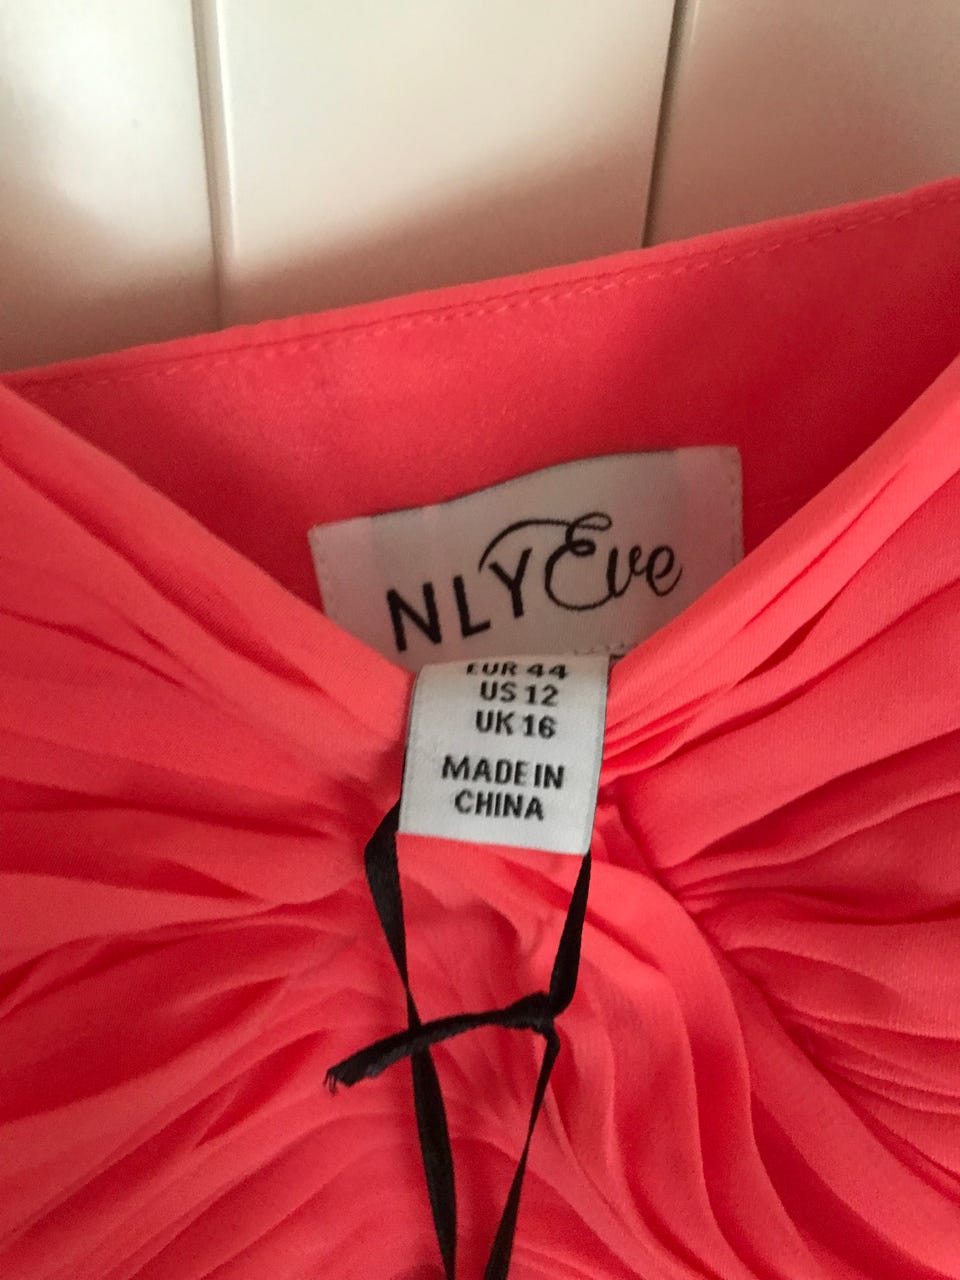 NLY Eve
EUR 44
US 12
UK 16
MADE IN
CHINA